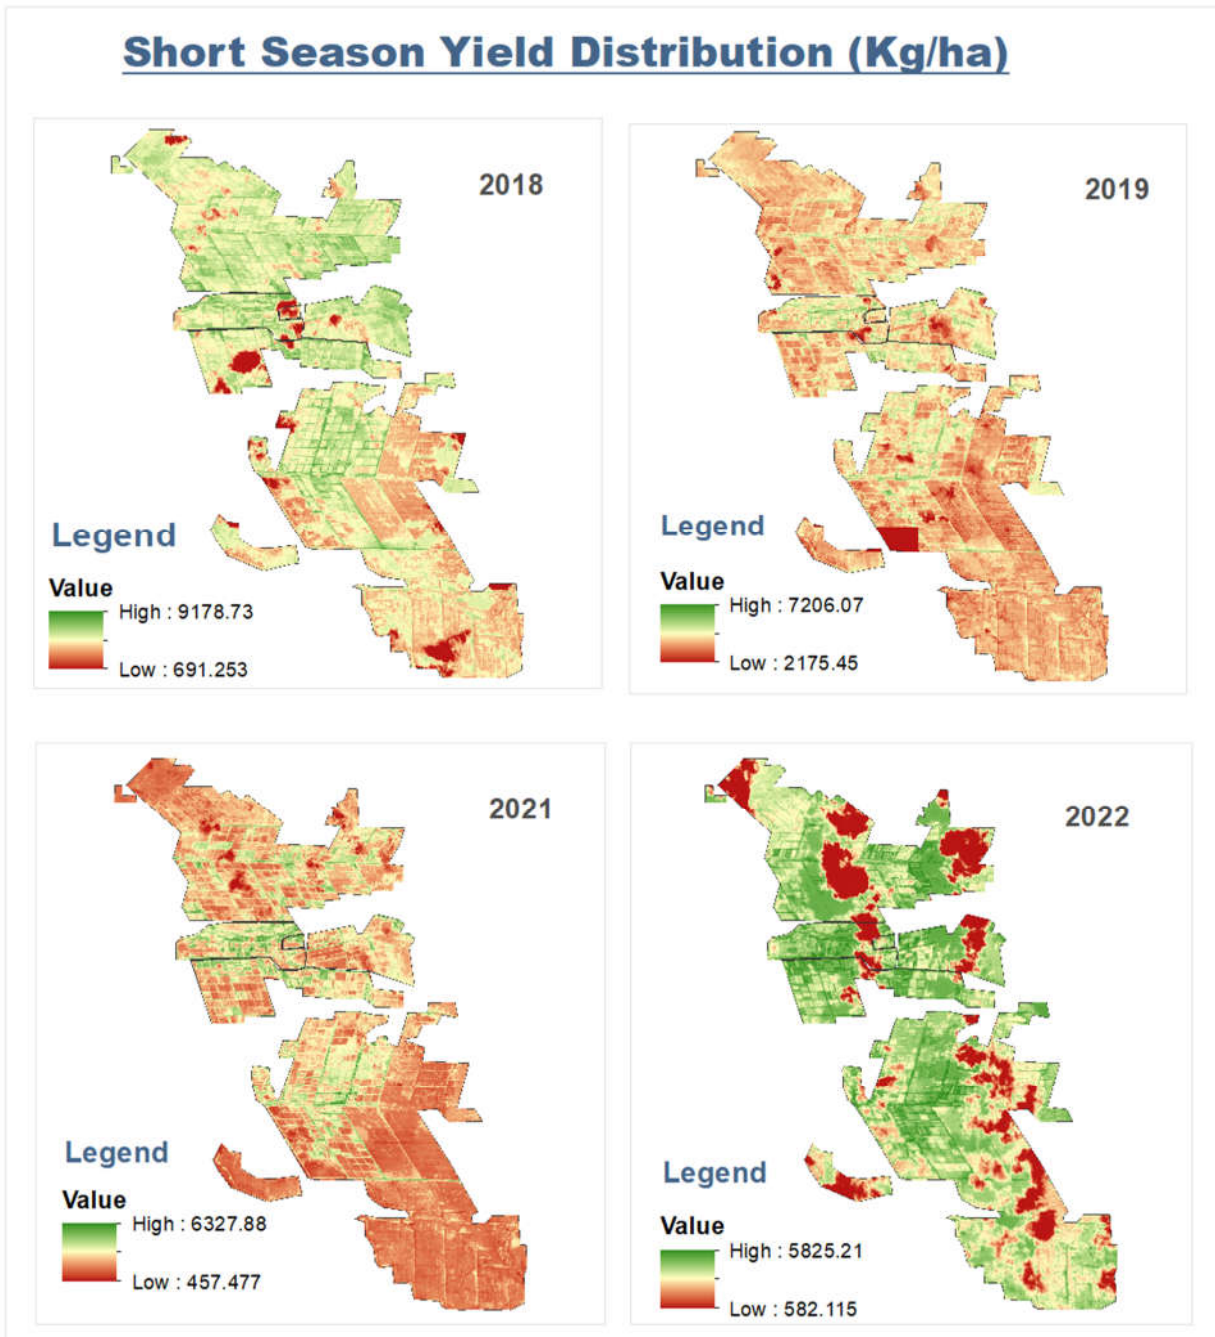 Short Season Yield Distribution (Kg/ha)
2018
Legend
Value
High : 9178.73
Low : 691.253
2019
Legend
Value
High : 7206.07
Low : 2175.45
2021
Legend
Value
High : 6327.88
Low : 457.477
2022
Legend
Value
High : 5825.21
Low : 582.115